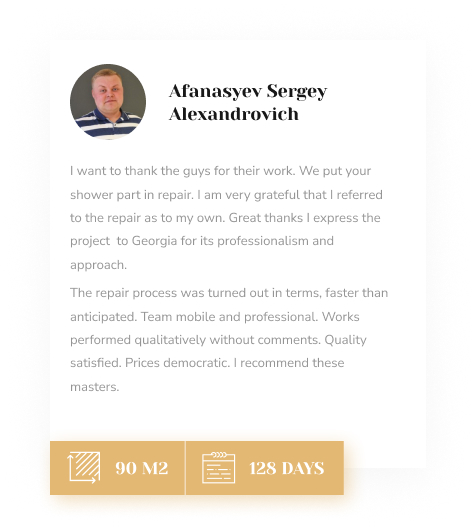 Afanasyev Sergey
Alexandrovich
I want to thank the guys for their work. We put your
shower part in repair. I am very grateful that I referred
to the repair as to my own. Great thanks I express the
project  to Georgia for its professionalism and
approach.
The repair process was turned out in terms, faster than
anticipated. Team mobile and professional. Works
performed qualitatively without comments. Quality
satisfied. Prices democratic. I recommend these
masters.
90 M2
128 DAYS